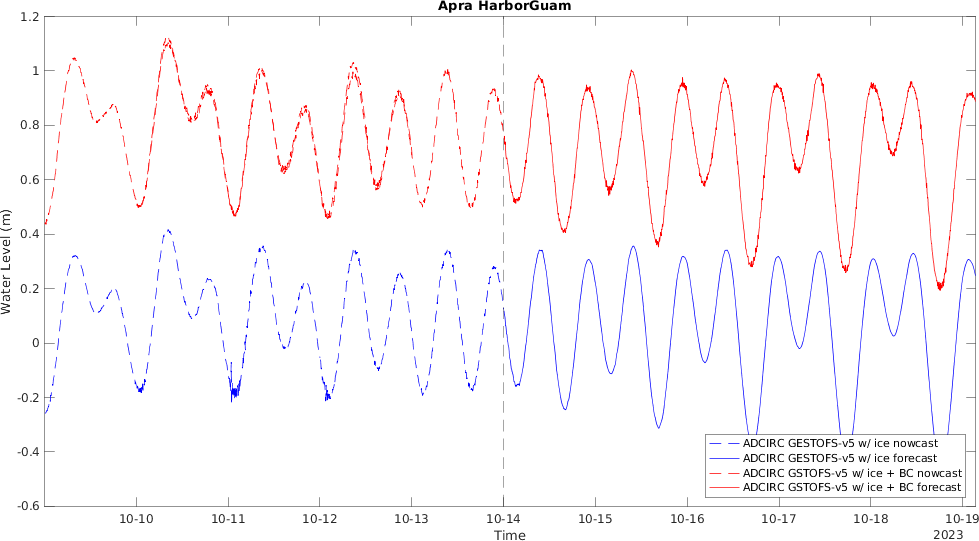 Apra HarborGuam
1.2
1
0.8
0.6
0.4
0.2
0
-0.2
-0.4
-0.6
Water Level (m)
ADCIRC GESTOFS-v5 w/ ice nowcast
ADCIRC GESTOFS-v5 w/ ice forecast
ADCIRC GSTOFS-v5 w/ ice + BC nowcast
ADCIRC GSTOFS-v5 w/ ice + BC forecast
10-10 10-11 10-12 10-13 10-14 10-15 10-16 10-17 10-18 10-19
Time
2023